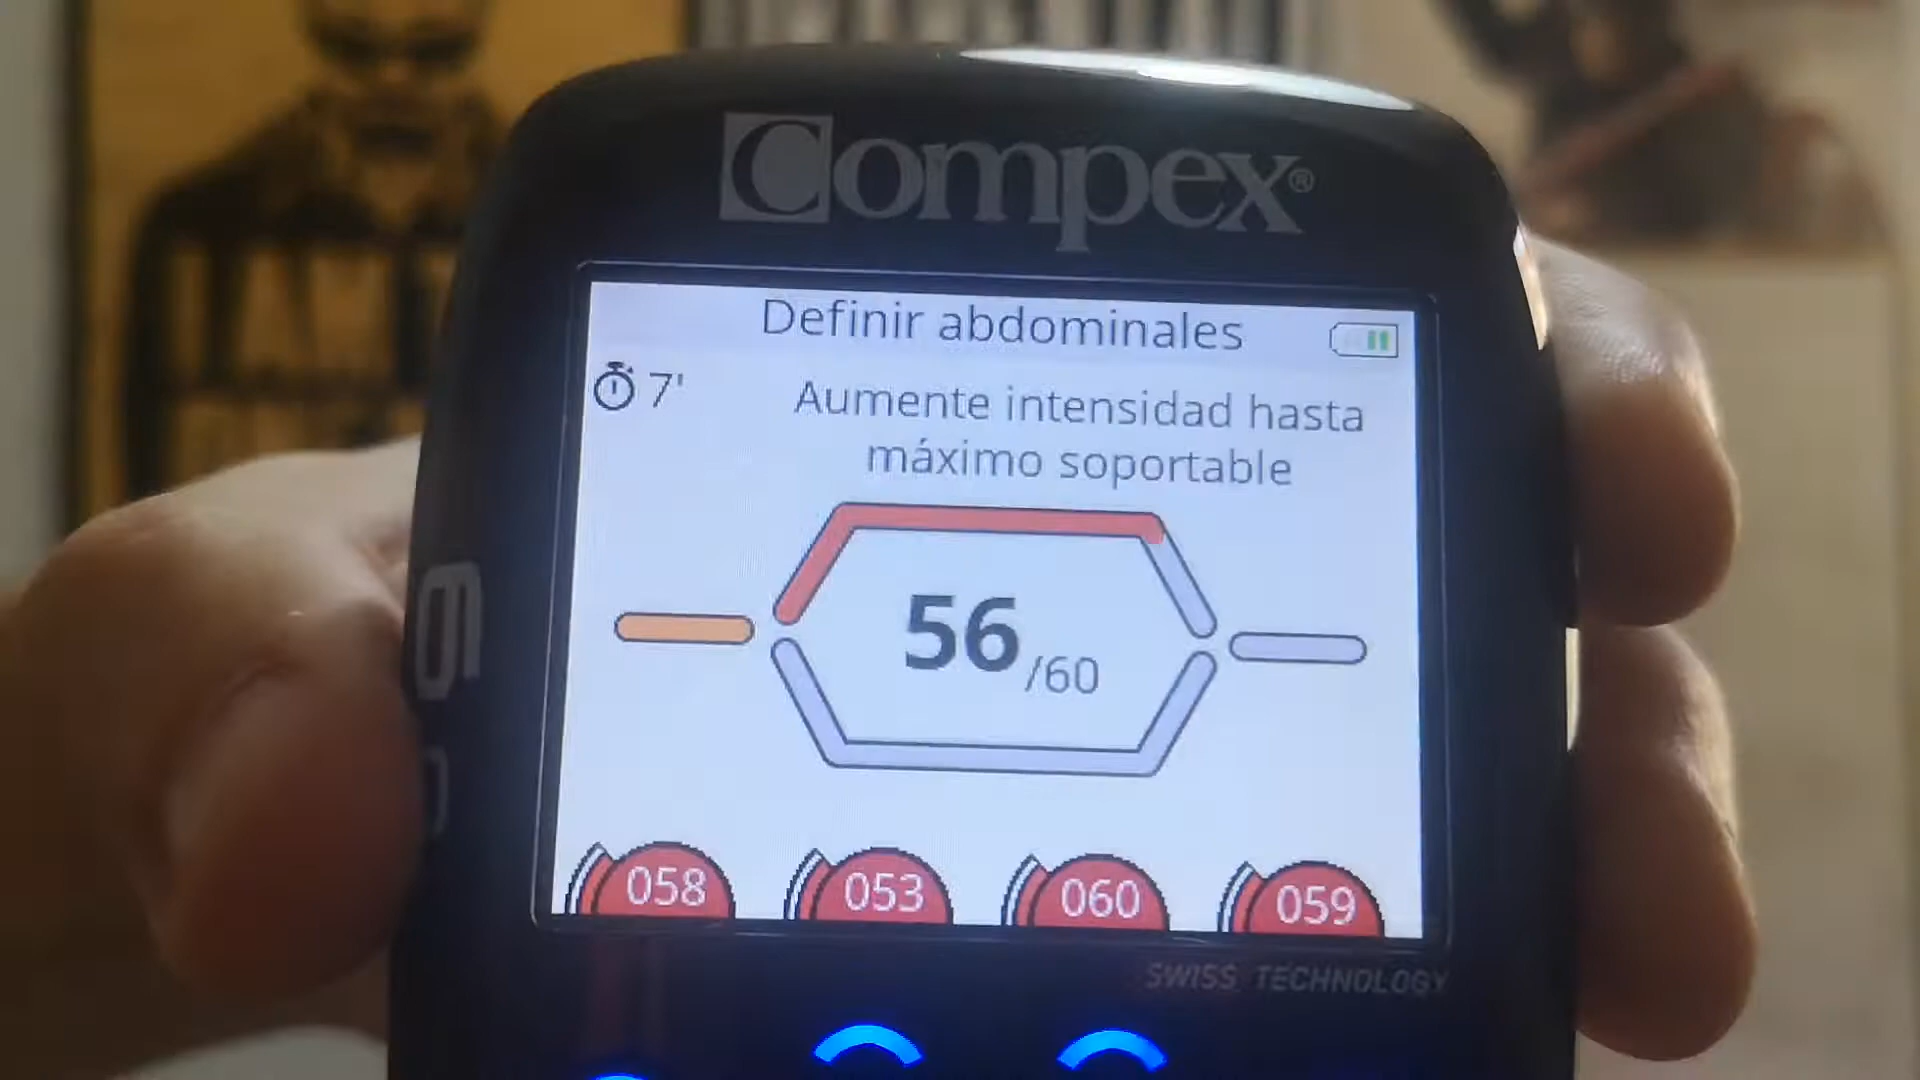 Compex®
Definir abdominales
7'
Aumente intensidad hasta
máximo soportable
56/60
058 053 060 059
SWISS TECHNOLOGY